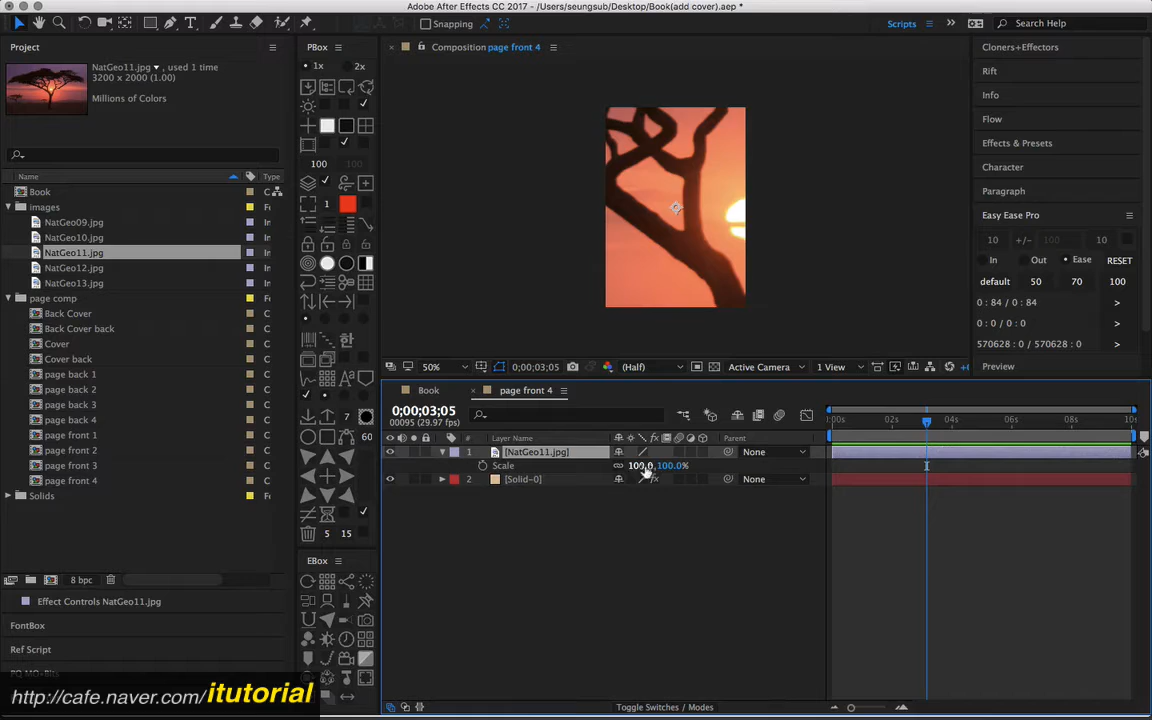 Adobe After Effects CC 2017 - /Users/seungsub/Desktop/Book(add cover).aep *
Snapping
Scripts
Search Help
Project
NatGeo11.jpg , used 1 time
3200 x 2000 (1.00)
Millions of Colors
Name
Type
Book
images
NatGeo09.jpg
NatGeo10.jpg
NatGeo11.jpg
NatGeo12.jpg
NatGeo13.jpg
page comp
Back Cover
Back Cover back
Cover
Cover back
page back 1
page back 2
page back 3
page back 4
page front 1
page front 2
page front 3
page front 4
Solids
8 bpc
Effect Controls NatGeo11.jpg
FontBox
Ref Script
PQ MO+Bits
http://cafe.naver.com/itutorial
PBox
1x
2x
100
100
1
한
7
60
5
15
EBox
Composition page front 4
50%
0;00;03;05
(Half)
Active Camera
1 View
Cloners+Effectors
Rift
Info
Flow
Effects & Presets
Character
Paragraph
Easy Ease Pro
10
+/-
100
10
In
Out
Ease
RESET
default
50
70
100
0 : 84 / 0 : 84
>
0 : 0 / 0 : 0
>
570628 : 0 / 570628 : 0
>
Preview
Book
page front 4
0;00;03;05
00095 (29.97 fps)
#
Layer Name
Parent
1
[NatGeo11.jpg]
None
Scale
100.0, 100.0%
2
[Solid-0]
None
:00s
02s
04s
06s
08s
10s
Toggle Switches / Modes